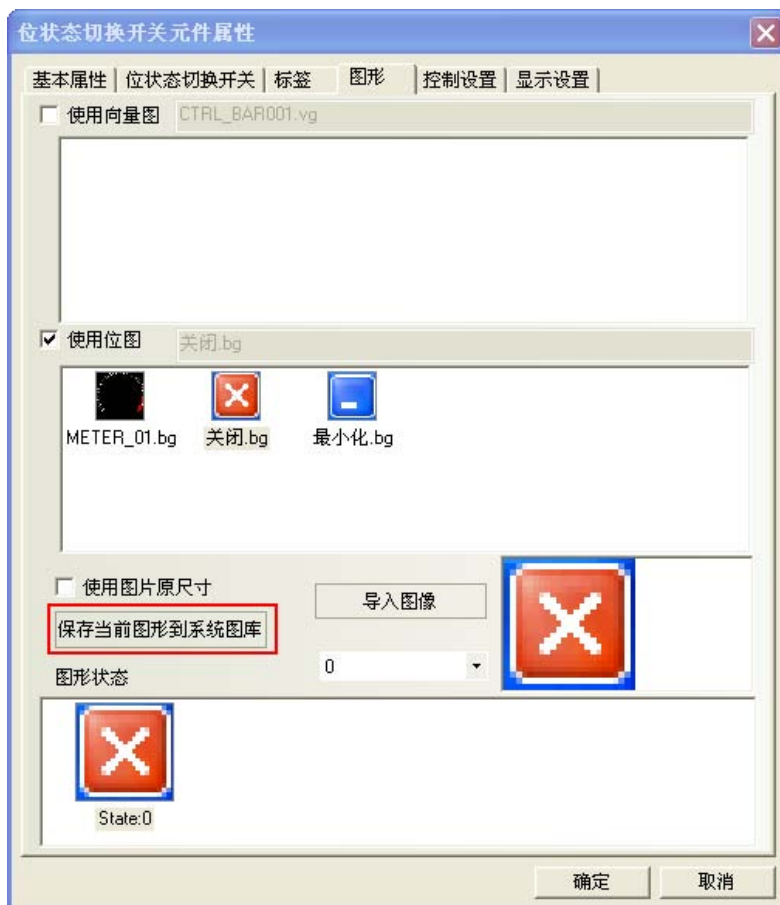 位状态切换开关元件属性
基本属性 位状态切换开关 标签 图形 控制设置 显示设置
使用向量图 CTRL_BAR001.vg
使用位图 关闭.bg
METER_01.bg 关闭.bg 最小化.bg
使用图片原尺寸
导入图像
保存当前图形到系统图库
0
图形状态
State:0
确定 取消